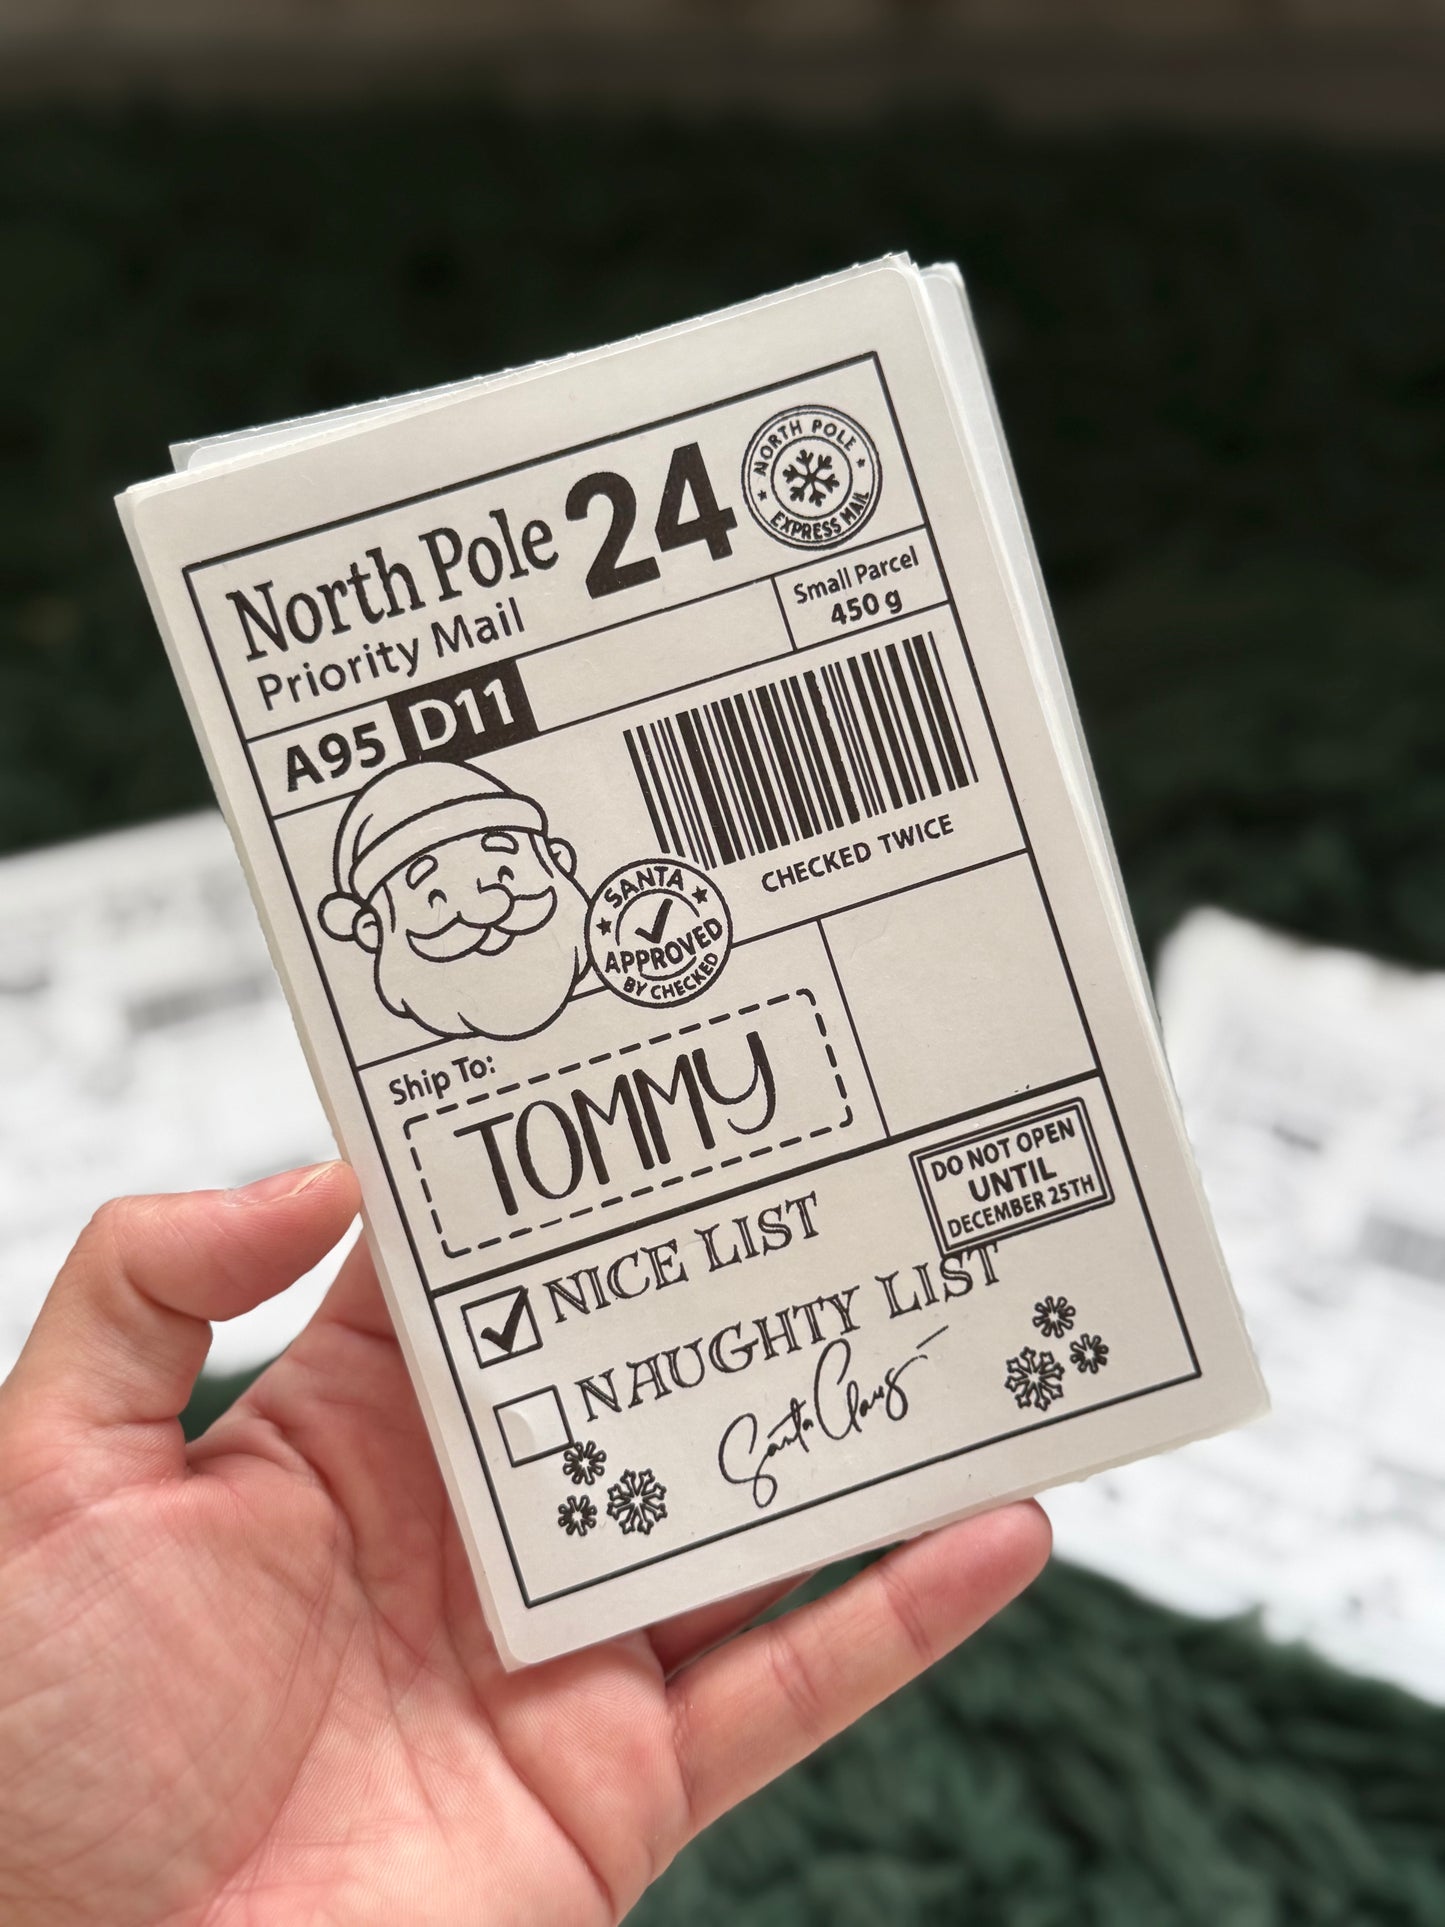 North Pole 24
Priority Mail
NORTH POLE
EXPRESS MAIL
Small Parcel
450 g
A95 D11
CHECKED TWICE
SANTA
APPROVED
BY CHECKED
Ship To:
TOMMY
DO NOT OPEN
UNTIL
DECEMBER 25TH
NICE LIST
NAUGHTY LIST
Santa Claus